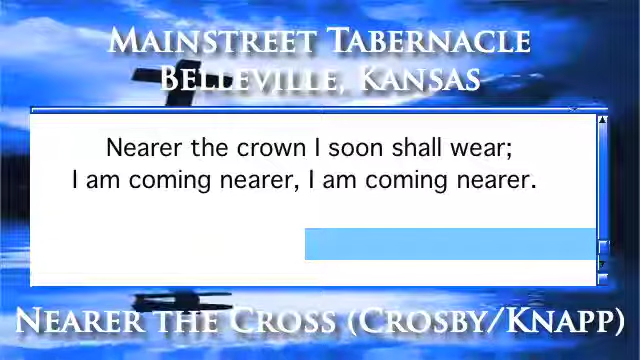 Mainstreet Tabernacle
Belleville, Kansas
Nearer the crown I soon shall wear;
I am coming nearer, I am coming nearer.
Nearer the Cross (Crosby/Knapp)